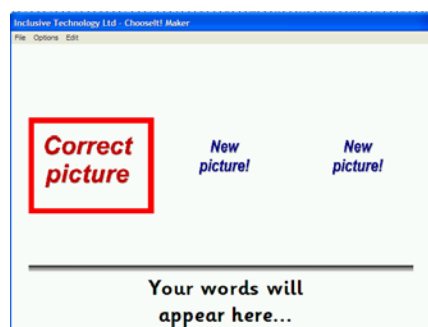 Inclusive Technology Ltd - ChooseIt! Maker
File Options Edit
Correct
picture
New
picture!
New
picture!
Your words will
appear here...